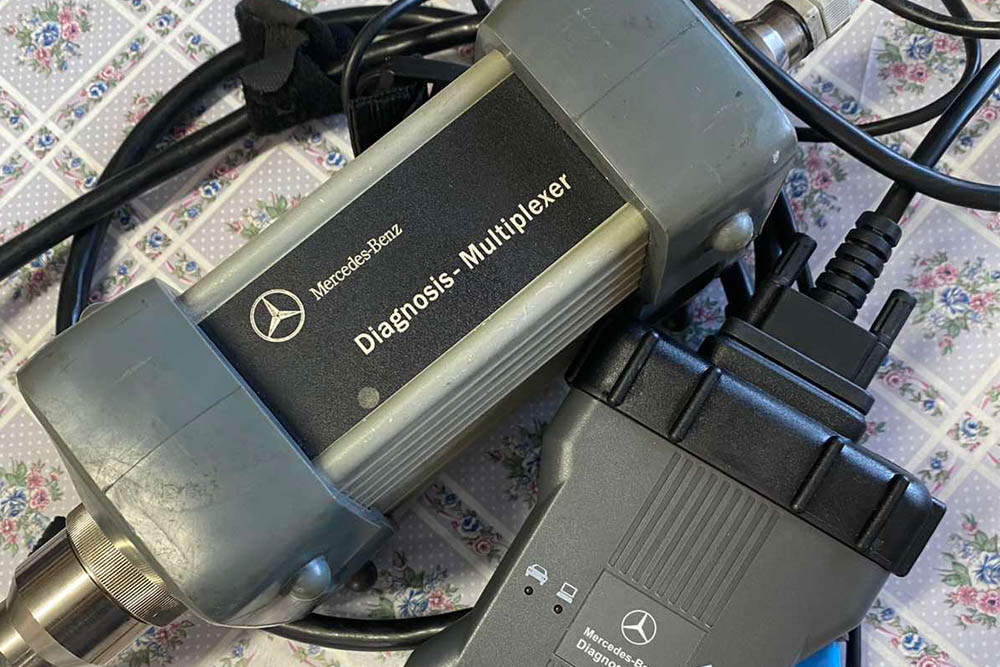 Mercedes-Benz
Diagnosis - Multiplexer
Mercedes-Benz